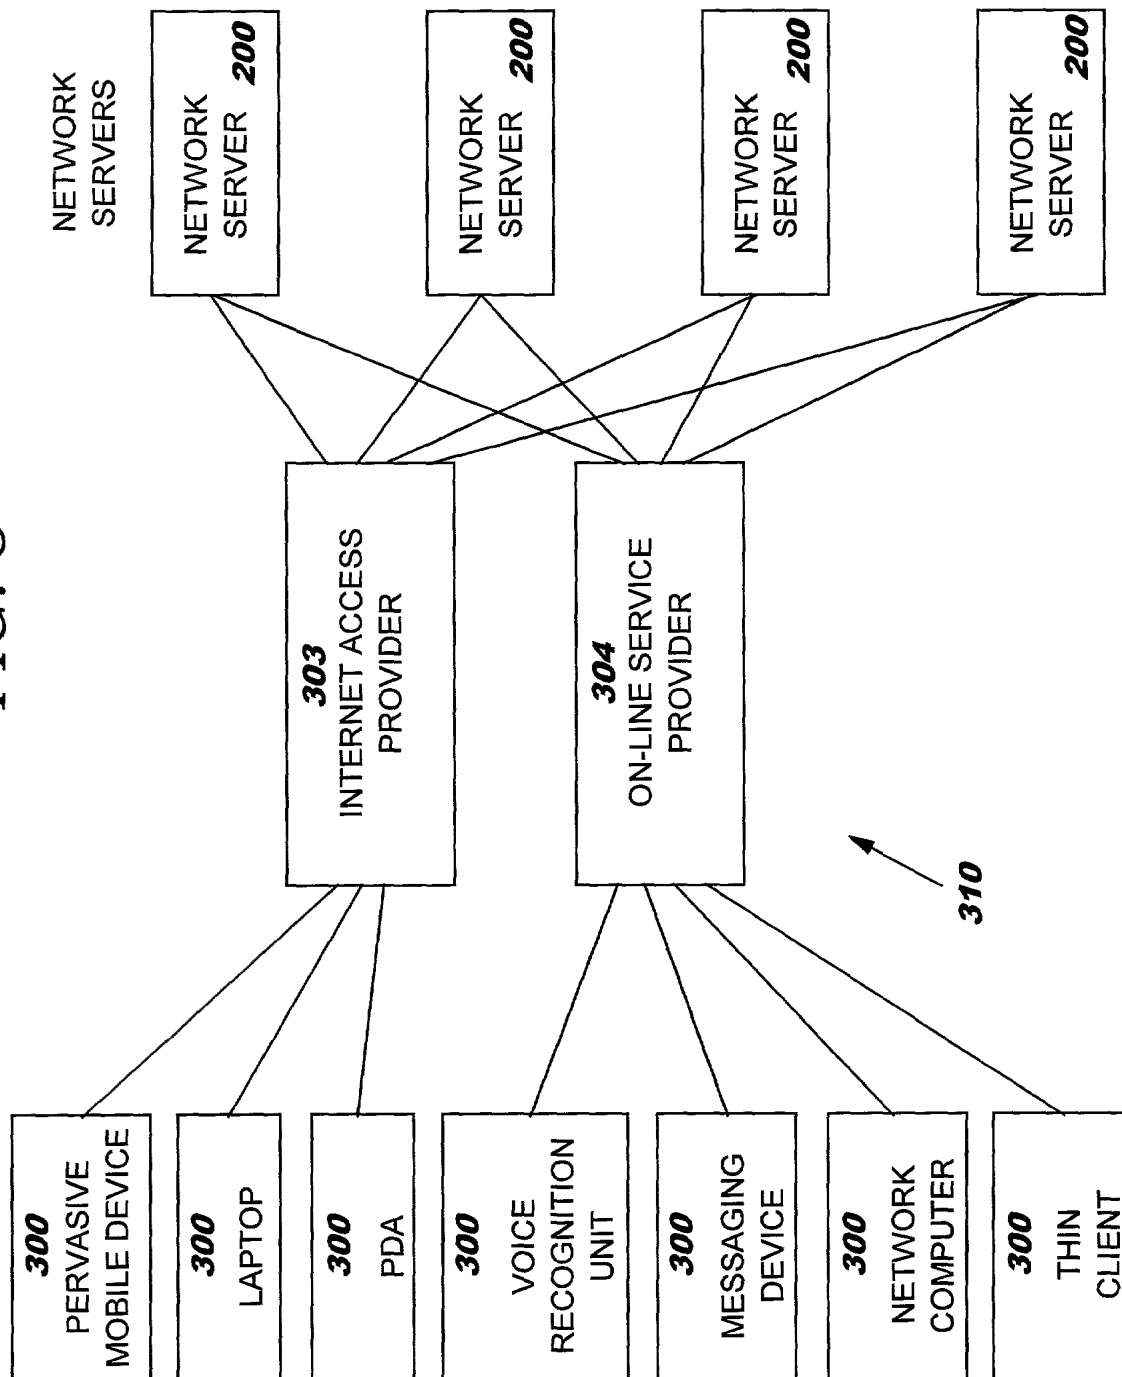 300
PERVASIVE
MOBILE DEVICE
300
LAPTOP
300
PDA
300
VOICE
RECOGNITION
UNIT
300
MESSAGING
DEVICE
300
NETWORK
COMPUTER
300
THIN
CLIENT
303
INTERNET ACCESS
PROVIDER
304
ON-LINE SERVICE
PROVIDER
310
NETWORK
SERVERS
NETWORK
SERVER 200
NETWORK
SERVER 200
NETWORK
SERVER 200
NETWORK
SERVER 200